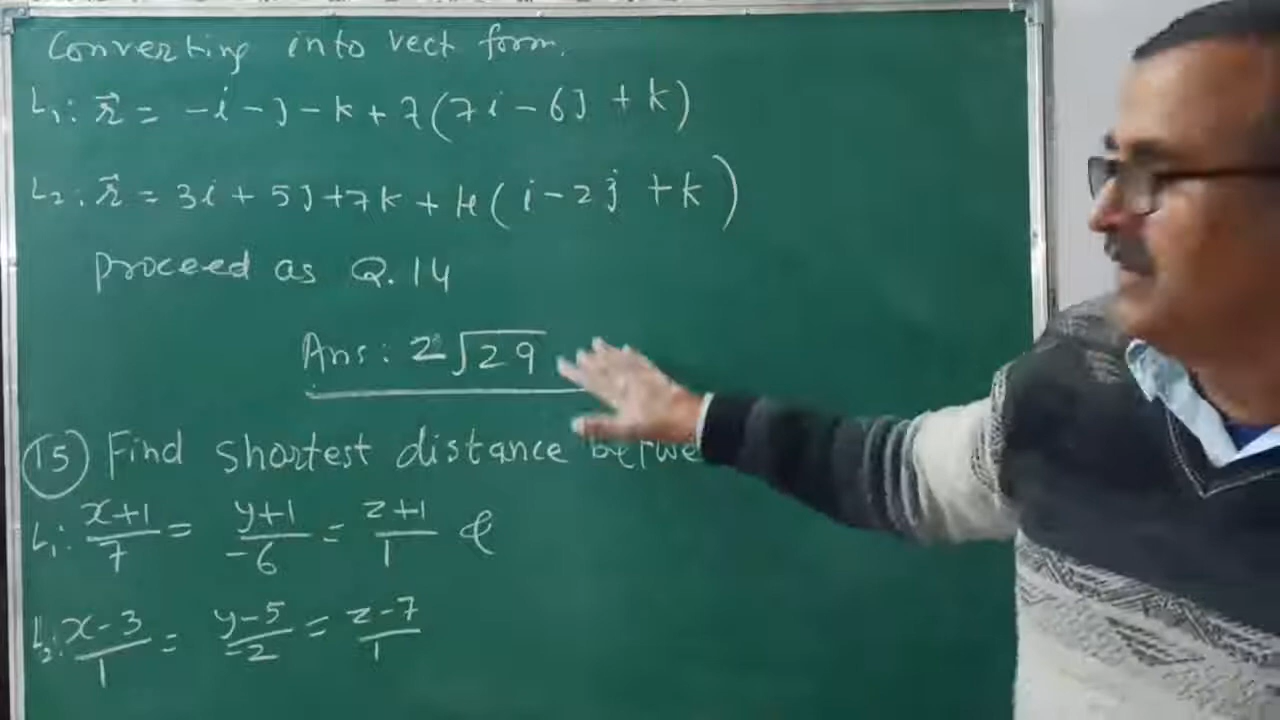 Converting into vect form.
L₁: r⃗ = -i - j - k + λ(7i - 6j + k)
L₂: r⃗ = 3i + 5j + 7k + μ(i - 2j + k)
proceed as Q.14
Ans: 2√29
(15) Find shortest distance betwe
L₁: x+1/7 = y+1/-6 = z+1/1 &
L₂: x-3/1 = y-5/-2 = z-7/1